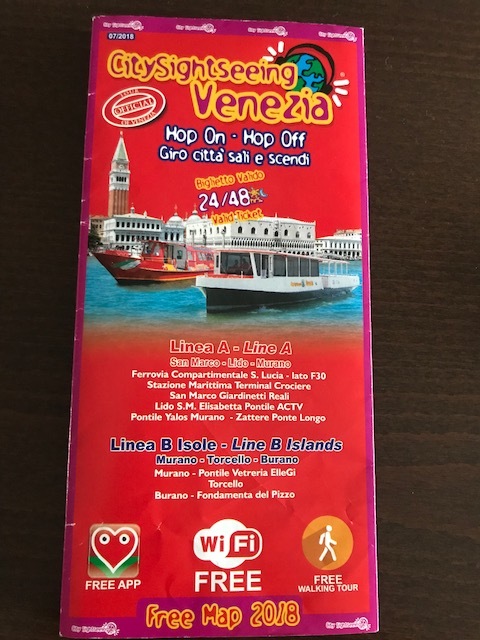 07/2018
CitySightseeing
Venezia
TOUR
OFFICIAL
DI VENEZIA
Hop On - Hop Off
Giro città sali e scendi
Biglietto Valido
24/48
Valid Ticket
Linea A - Line A
San Marco - Lido - Murano
Ferrovia Compartimentale S. Lucia - lato F30
Stazione Marittima Terminal Crociere
San Marco Giardinetti Reali
Lido S.M. Elisabetta Pontile ACTV
Pontile Yalos Murano - Zattere Ponte Longo
Linea B Isole - Line B Islands
Murano - Torcello - Burano
Murano - Pontile Vetreria ElleGi
Torcello
Burano - Fondamenta del Pizzo
FREE APP
WiFi
FREE
FREE
WALKING TOUR
Free Map 2018